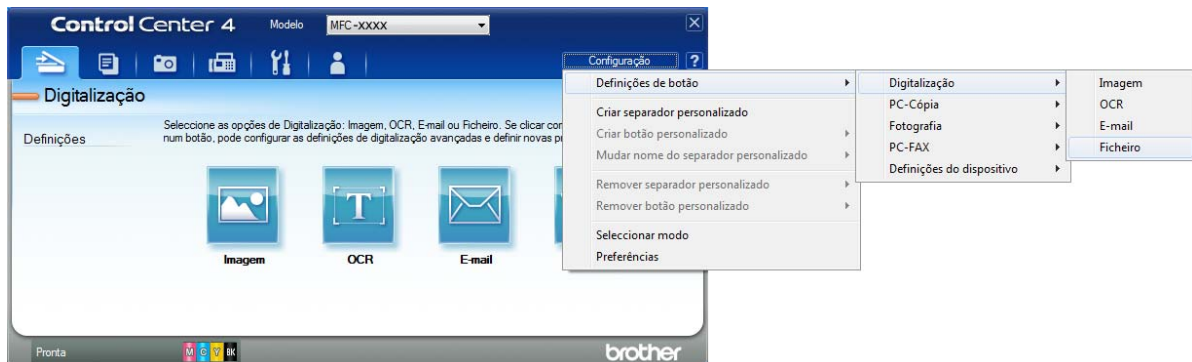 Control Center 4
Modelo
MFC-XXXX
Configuração
?
Digitalização
Definições
Seleccione as opções de Digitalização: Imagem, OCR, E-mail ou Ficheiro. Se clicar
num botão, pode configurar as definições de digitalização avançadas e definir novas
Imagem
OCR
E-mail
Definições de botão
Criar separador personalizado
Criar botão personalizado
Mudar nome do separador personalizado
Remover separador personalizado
Remover botão personalizado
Seleccionar modo
Preferências
Digitalização
PC-Cópia
Fotografia
PC-FAX
Definições do dispositivo
Imagem
OCR
E-mail
Ficheiro
Pronta
M C Y BK
brother